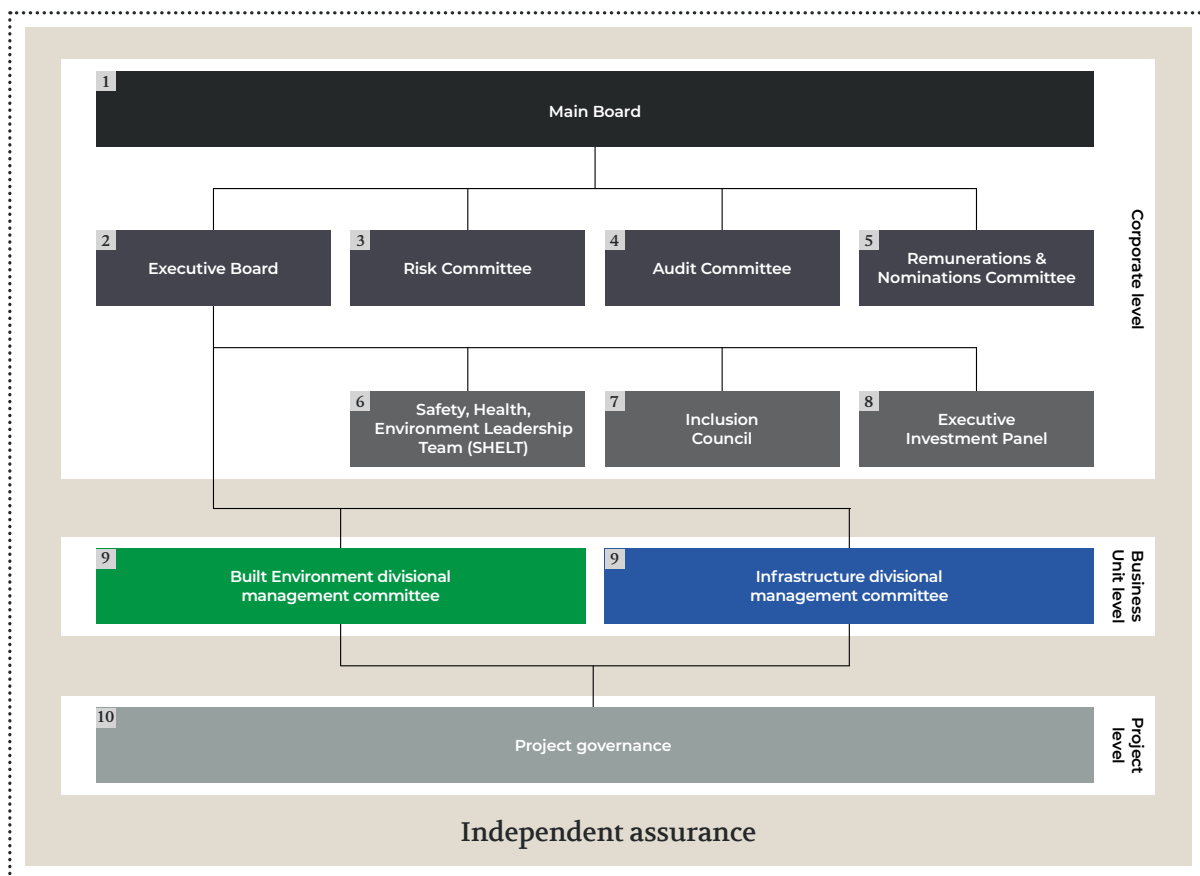 1
Main Board
2
Executive Board
3
Risk Committee
4
Audit Committee
5
Remunerations &
Nominations Committee
6
Safety, Health,
Environment Leadership
Team (SHELT)
7
Inclusion
Council
8
Executive
Investment Panel
Corporate level
9
Built Environment divisional
management committee
9
Infrastructure divisional
management committee
Business
Unit level
10
Project governance
Project
level
Independent assurance